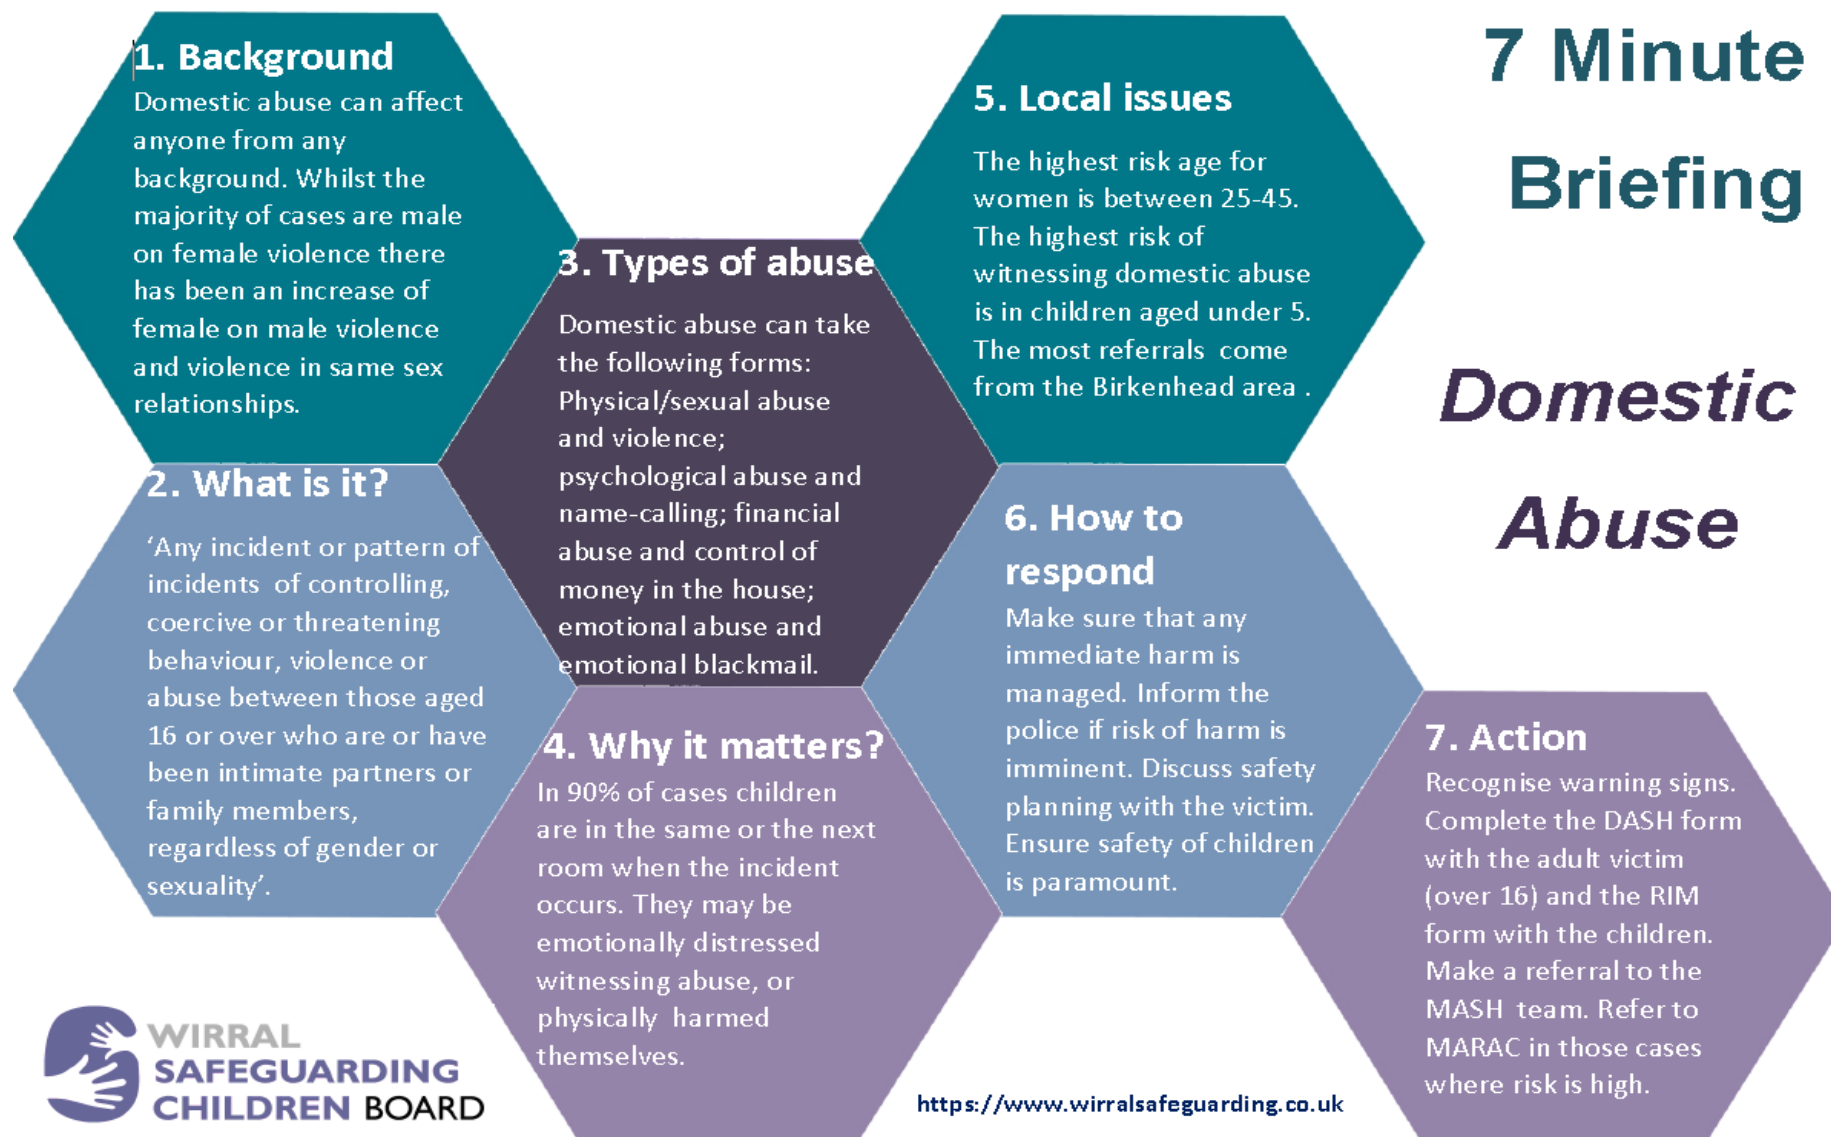 7 Minute
Briefing
Domestic
Abuse
1. Background
Domestic abuse can affect
anyone from any
background. Whilst the
majority of cases are male
on female violence there
has been an increase of
female on male violence
and violence in same sex
relationships.
2. What is it?
‘Any incident or pattern of
incidents  of controlling,
coercive or threatening
behaviour, violence or
abuse between those aged
16 or over who are or have
been intimate partners or
family members,
regardless of gender or
sexuality’.
3. Types of abuse
Domestic abuse can take
the following forms:
Physical/sexual abuse
and violence;
psychological abuse and
name-calling; financial
abuse and control of
money in the house;
emotional abuse and
emotional blackmail.
4. Why it matters?
In 90% of cases children
are in the same or the next
room when the incident
occurs. They may be
emotionally distressed
witnessing abuse, or
physically  harmed
themselves.
5. Local issues
The highest risk age for
women is between 25-45.
The highest risk of
witnessing domestic abuse
is in children aged under 5.
The most referrals  come
from the Birkenhead area .
6. How to
respond
Make sure that any
immediate harm is
managed. Inform the
police if risk of harm is
imminent. Discuss safety
planning with the victim.
Ensure safety of children
is paramount.
7. Action
Recognise warning signs.
Complete the DASH form
with the adult victim
(over 16) and the RIM
form with the children.
Make a referral to the
MASH  team. Refer to
MARAC in those cases
where risk is high.
WIRRAL
SAFEGUARDING
CHILDREN BOARD
https://www.wirralsafeguarding.co.uk